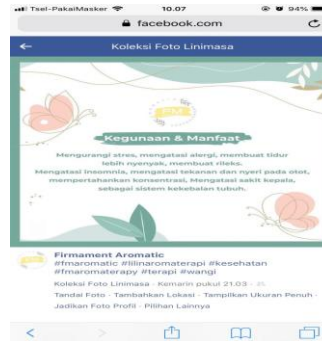 Tsel-PakaiMasker 10.07 94%
facebook.com
Koleksi Foto Linimasa
FM
Kegunaan & Manfaat
Mengurangi stres, mengatasi alergi, membuat tidur
lebih nyenyak, membuat rileks.
Mengatasi insomnia, mengatasi tekanan dan nyeri pada otot,
mempertahankan konsentrasi, Mengatasi sakit kepala,
sebagai sistem kekebalan tubuh.
Firmament Aromatic
#fmaromatic #lilinaromaterapi #kesehatan
#fmaromaterapy #terapi #wangi
Koleksi Foto Linimasa · Kemarin pukul 21.03 ·
Tandai Foto · Tambahkan Lokasi · Tampilkan Ukuran Penuh ·
Jadikan Foto Profil · Pilihan Lainnya